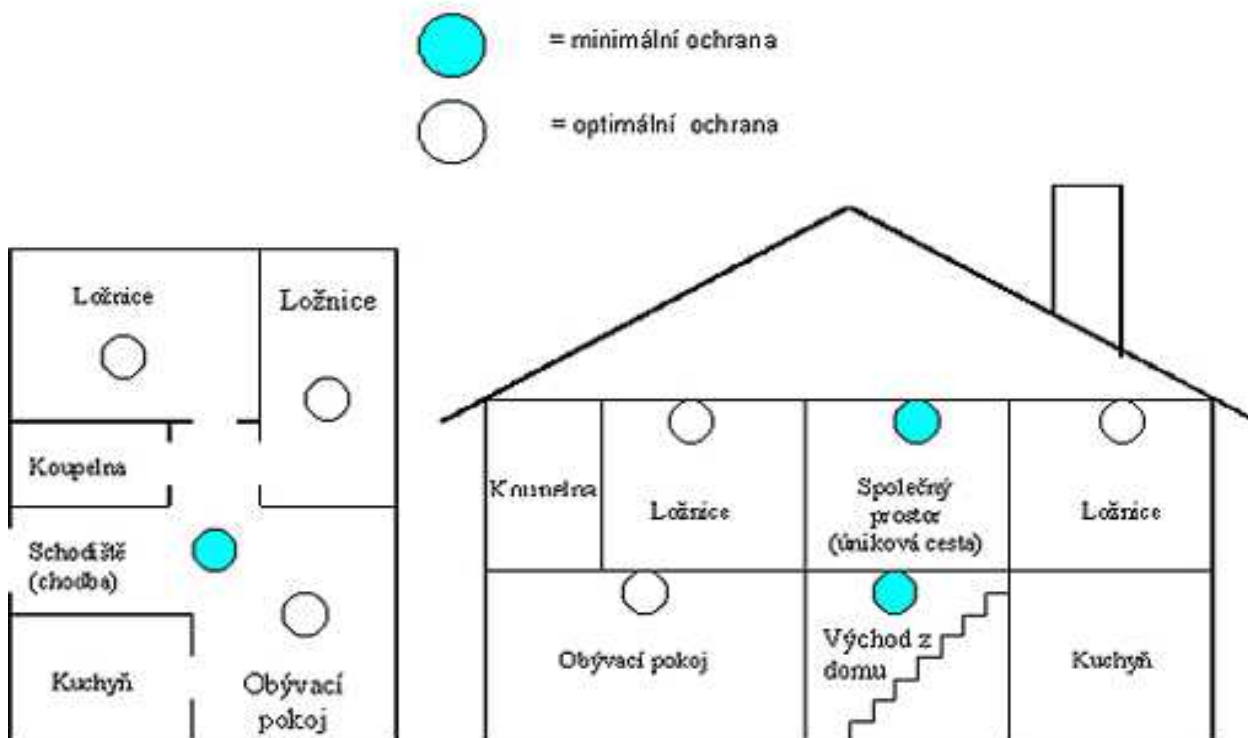 = minimální ochrana
= optimální ochrana
Ložnice
Ložnice
Koupelna
Schodiště
(chodba)
Kuchyň
Obývací
pokoj
Koupelna
Ložnice
Společný
prostor
(úniková cesta)
Ložnice
Obývací pokoj
Východ z
domu
Kuchyň